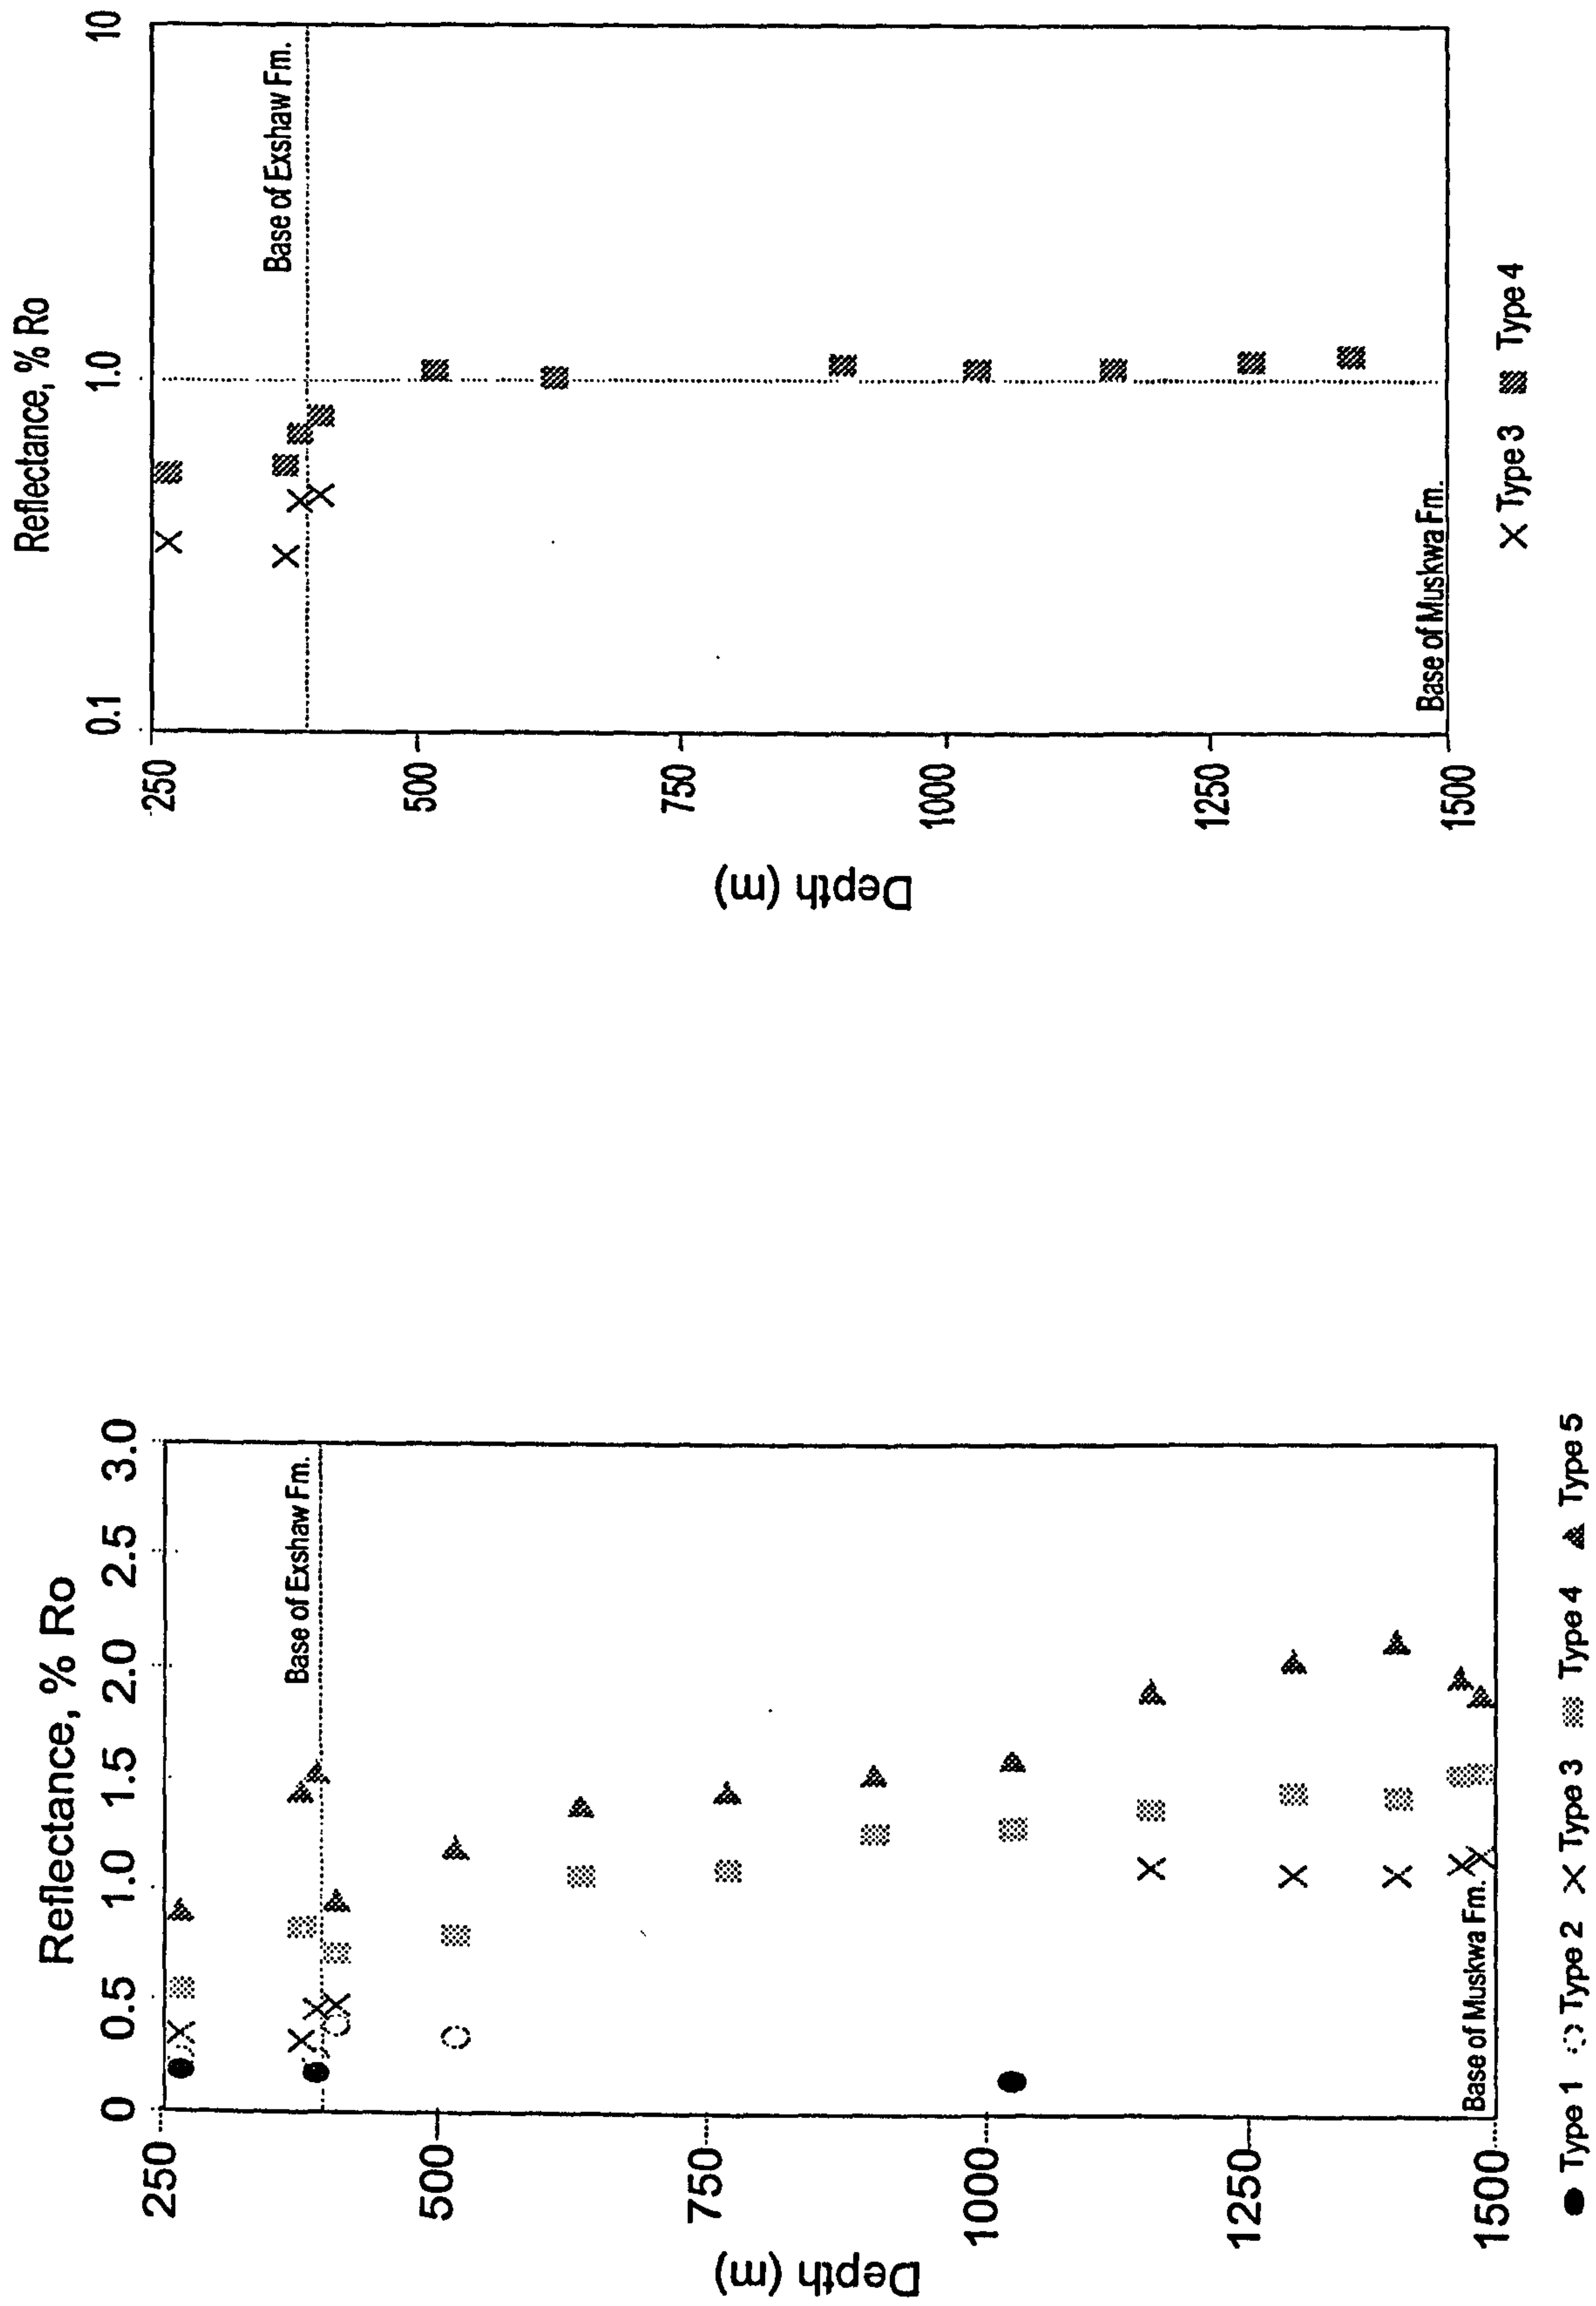 Reflectance, % Ro
0 0.5 1.0 1.5 2.0 2.5 3.0
250
Base of Exshaw Fm.
500
750
Depth (m)
1000
1250
Base of Muskwa Fm.
1500
Type 1 Type 2 Type 3 Type 4 Type 5
Reflectance, % Ro
0.1 1.0 10
250
Base of Exshaw Fm.
500
750
Depth (m)
1000
1250
Base of Muskwa Fm.
1500
Type 3 Type 4